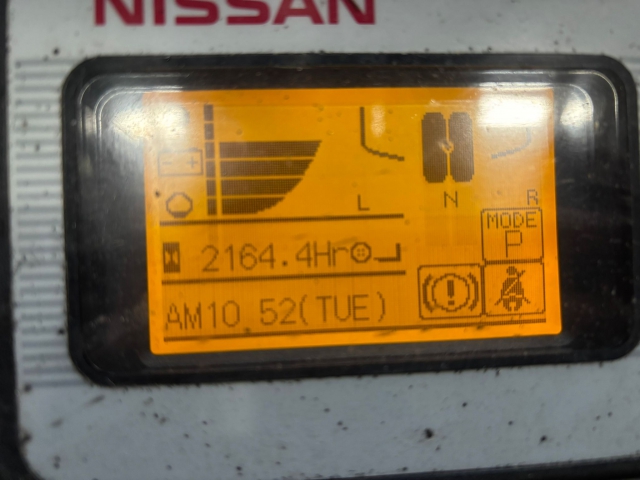 NISSAN
L N R
MODE
P
2164.4Hr
AM10 52(TUE)